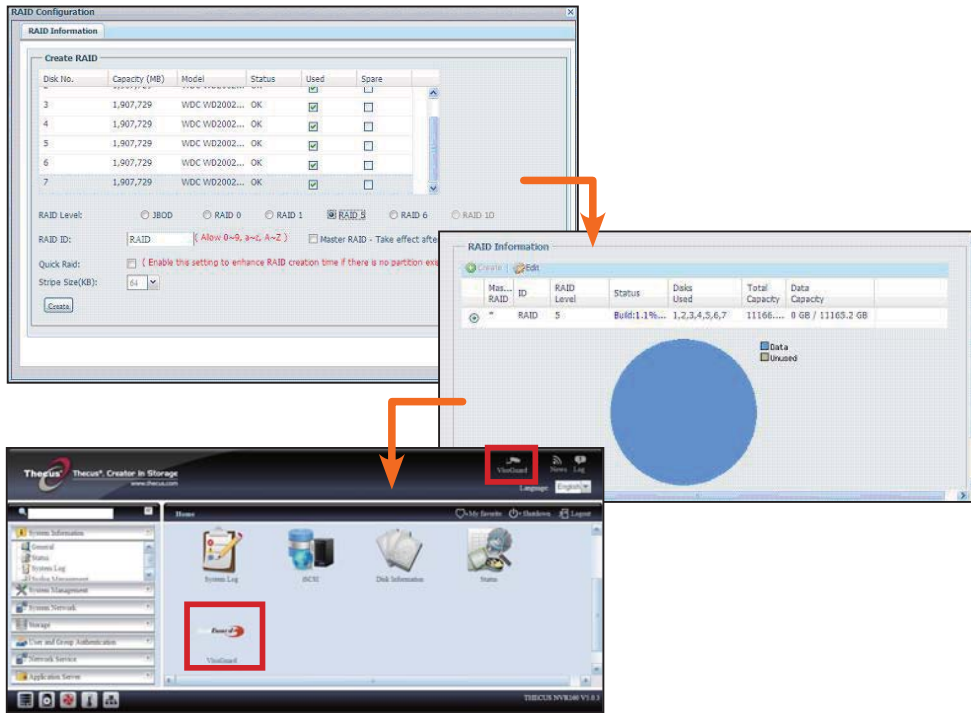 RAID Configuration
RAID Information
Create RAID
Disk No. Capacity (MB) Model Status Used Spare
3 1,907,729 WDC WD2002... OK
4 1,907,729 WDC WD2002... OK
5 1,907,729 WDC WD2002... OK
6 1,907,729 WDC WD2002... OK
7 1,907,729 WDC WD2002... OK
RAID Level: JBOD RAID 0 RAID 1 RAID 5 RAID 6 RAID 10
RAID ID: RAID ( Allow 0~9, a~z, A~Z ) Master RAID - Take effect afte
Quick Raid: ( Enable this setting to enhance RAID creation time if there is no partition exis
Stripe Size(KB): 64
Create
RAID Information
Create Edit
Mas... RAID ID RAID Level Status Disks Used Total Capacity Data Capacity
* RAID 5 Build:1.1%... 1,2,3,4,5,6,7 11166.... 0 GB / 11165.2 GB
Data
Unused
Thecus Thecus®. Creator in Storage
www.thecus.com
VisoGuard News Log
Language English
Home My favorite Shutdown Logout
System Information
General
Status
System Log
System Management
System Network
Storage
User and Group Authentication
Network Service
Application Server
System Log iSCSI Disk Information Status
VisoGuard
THECUS NVR100 V5.0.3